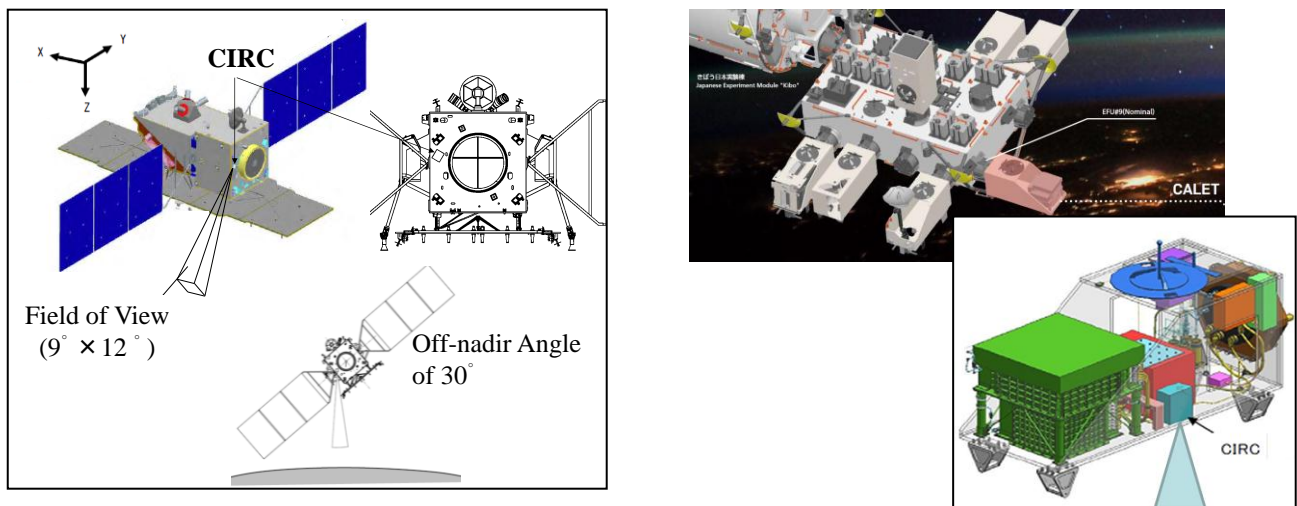 X
Y
Z
CIRC
Field of View
(9° × 12°)
Off-nadir Angle
of 30°
きぼう日本実験棟
Japanese Experiment Module "Kibo"
EFU#9(Nominal)
CALET
CIRC